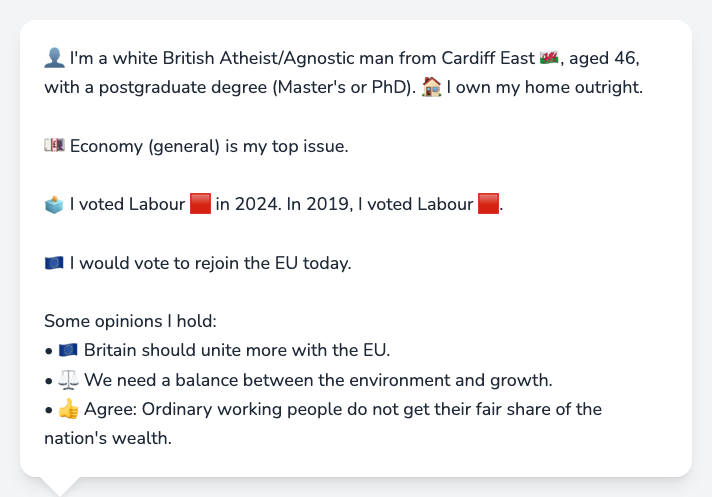 👤 I'm a white British Atheist/Agnostic man from Cardiff East 🏴󠁧󠁢󠁷󠁬󠁳󠁿, aged 46,
with a postgraduate degree (Master's or PhD). 🏠 I own my home outright.
💷 Economy (general) is my top issue.
🗳️ I voted Labour 🟥 in 2024. In 2019, I voted Labour 🟥.
🇪🇺 I would vote to rejoin the EU today.
Some opinions I hold:
• 🇪🇺 Britain should unite more with the EU.
• ⚖️ We need a balance between the environment and growth.
• 👍 Agree: Ordinary working people do not get their fair share of the
nation's wealth.